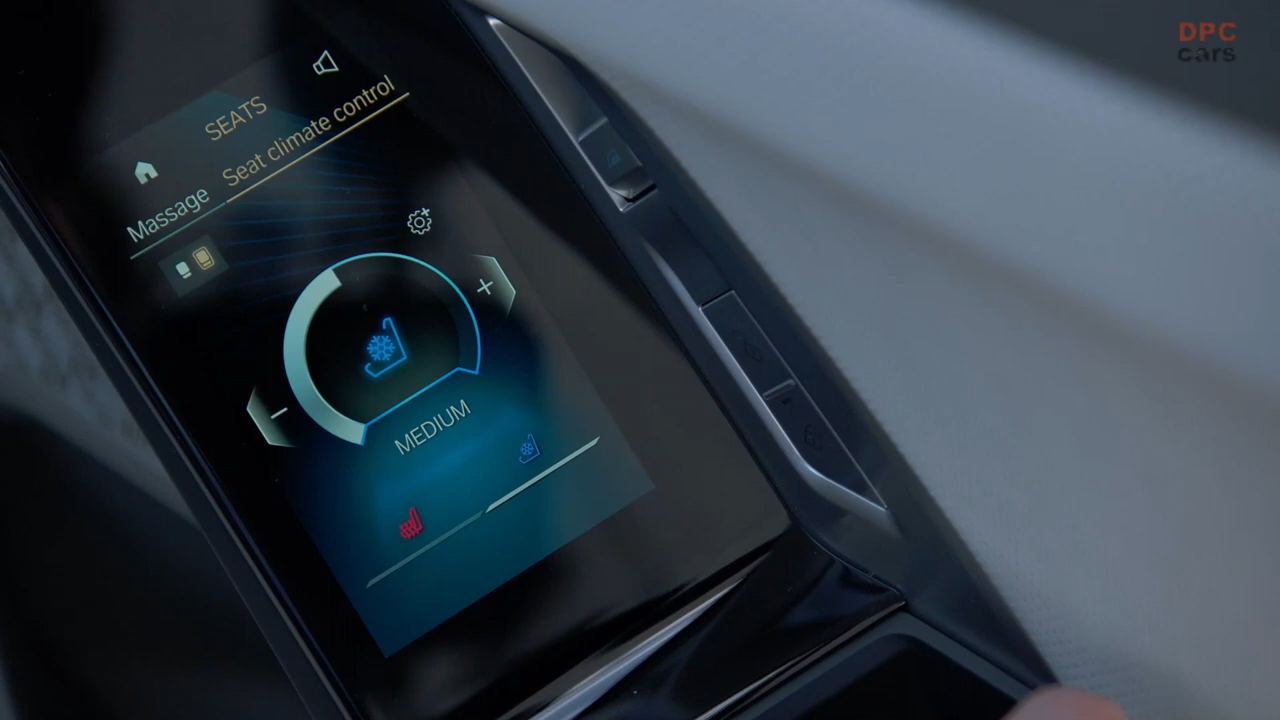 DPC
cars
SEATS
Massage Seat climate control
+
−
MEDIUM